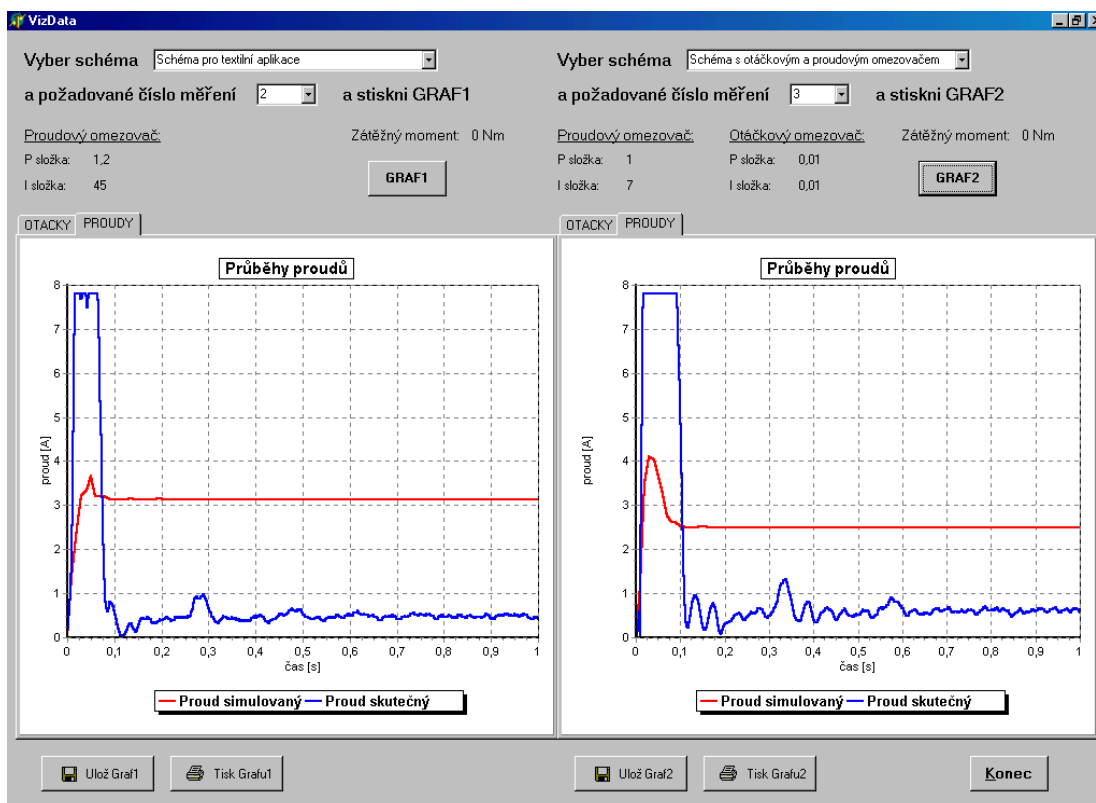 VizData
Vyber schéma Schéma pro textilní aplikace
a požadované číslo měření 2 a stiskni GRAF1
Proudový omezovač: Zátěžný moment: 0 Nm
P složka: 1,2
I složka: 45
GRAF1
OTACKY PROUDY
Průběhy proudů
8
7
6
5
4
3
2
1
0
proud [A]
0 0,1 0,2 0,3 0,4 0,5 0,6 0,7 0,8 0,9 1
čas [s]
Proud simulovaný Proud skutečný
Ulož Graf1 Tisk Grafu1
Vyber schéma Schéma s otáčkovým a proudovým omezovačem
a požadované číslo měření 3 a stiskni GRAF2
Proudový omezovač: Otáčkový omezovač: Zátěžný moment: 0 Nm
P složka: 1 P složka: 0,01
I složka: 7 I složka: 0,01
GRAF2
OTACKY PROUDY
Průběhy proudů
8
7
6
5
4
3
2
1
0
proud [A]
0 0,1 0,2 0,3 0,4 0,5 0,6 0,7 0,8 0,9 1
čas [s]
Proud simulovaný Proud skutečný
Ulož Graf2 Tisk Grafu2 Konec